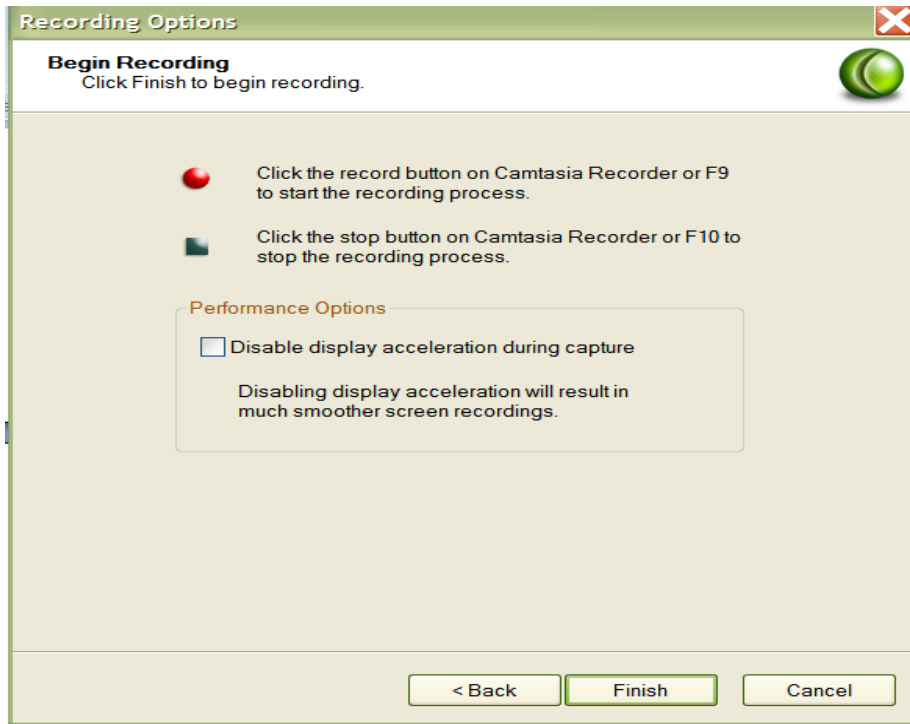 Recording Options
Begin Recording
Click Finish to begin recording.
Click the record button on Camtasia Recorder or F9
to start the recording process.
Click the stop button on Camtasia Recorder or F10 to
stop the recording process.
Performance Options
Disable display acceleration during capture
Disabling display acceleration will result in
much smoother screen recordings.
< Back
Finish
Cancel